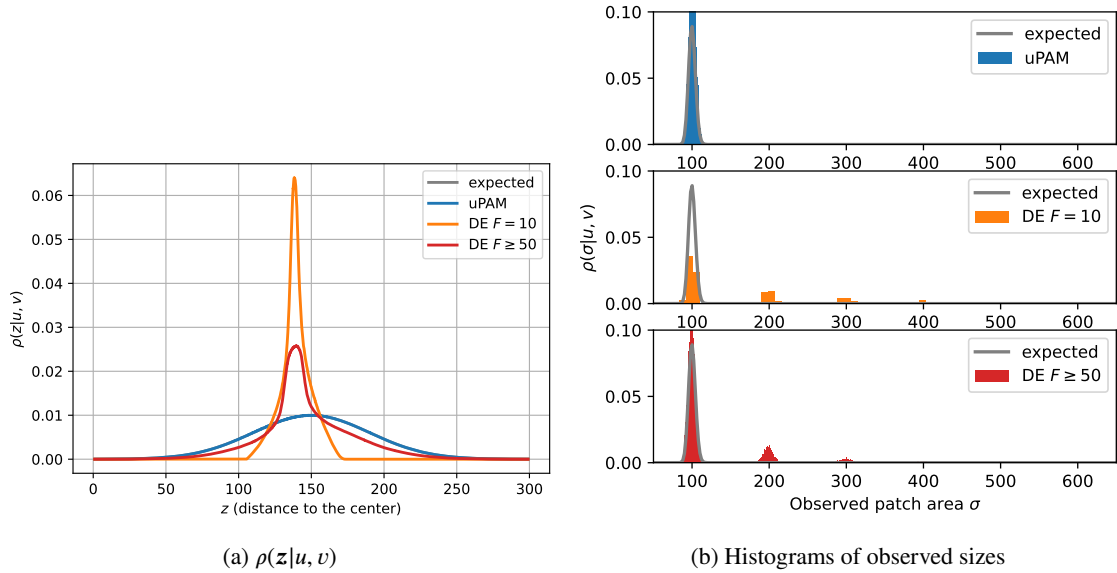 0.06
0.05
0.04
0.03
0.02
0.01
0.00
ρ(z|u, v)
0 50 100 150 200 250 300
z (distance to the center)
expected
uPAM
DE F = 10
DE F ≥ 50
(a) ρ(z|u, v)
0.10
0.05
0.00
expected
uPAM
100 200 300 400 500 600
0.10
0.05
0.00
ρ(σ|u, v)
expected
DE F = 10
100 200 300 400 500 600
0.10
0.05
0.00
expected
DE F ≥ 50
100 200 300 400 500 600
Observed patch area σ
(b) Histograms of observed sizes